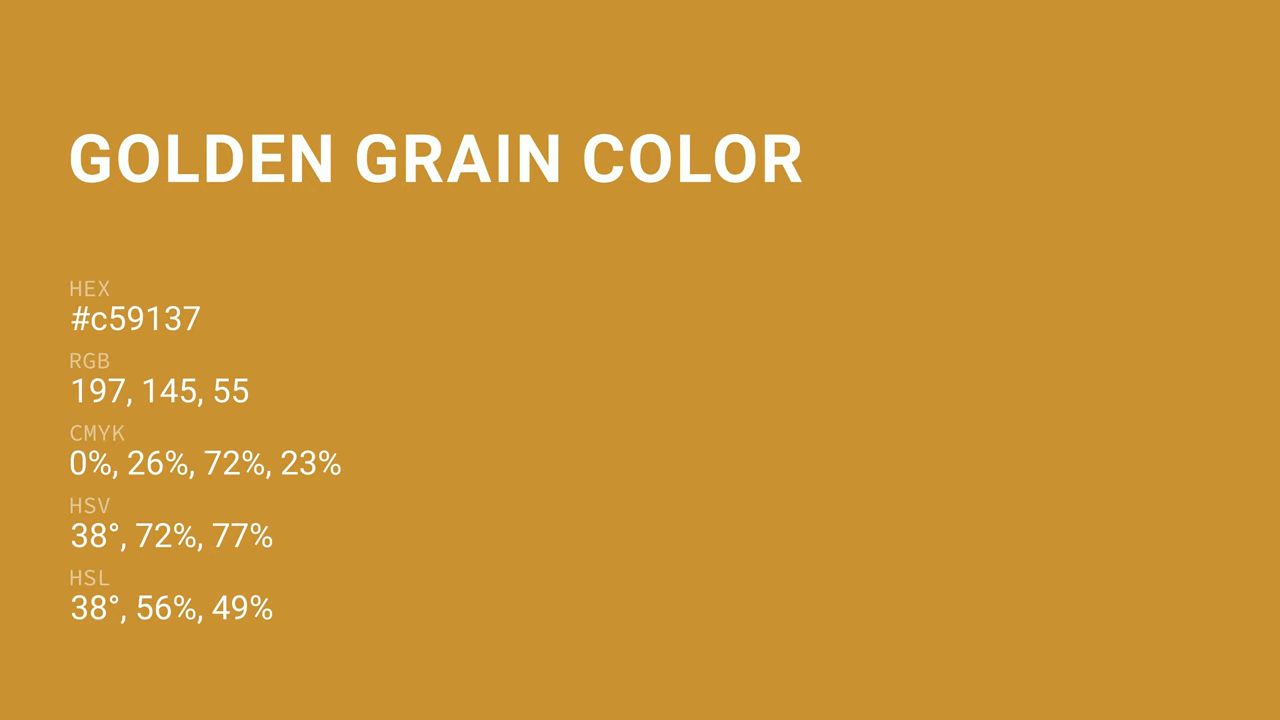 GOLDEN GRAIN COLOR
HEX
#c59137
RGB
197, 145, 55
CMYK
0%, 26%, 72%, 23%
HSV
38°, 72%, 77%
HSL
38°, 56%, 49%